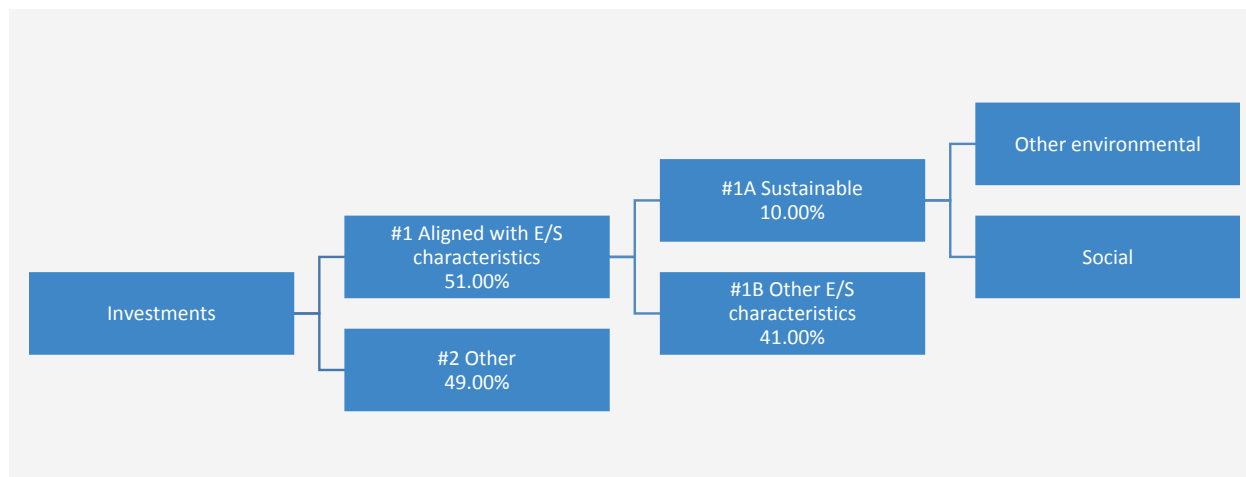 Investments
#1 Aligned with E/S
characteristics
51.00%
#2 Other
49.00%
#1A Sustainable
10.00%
#1B Other E/S
characteristics
41.00%
Other environmental
Social